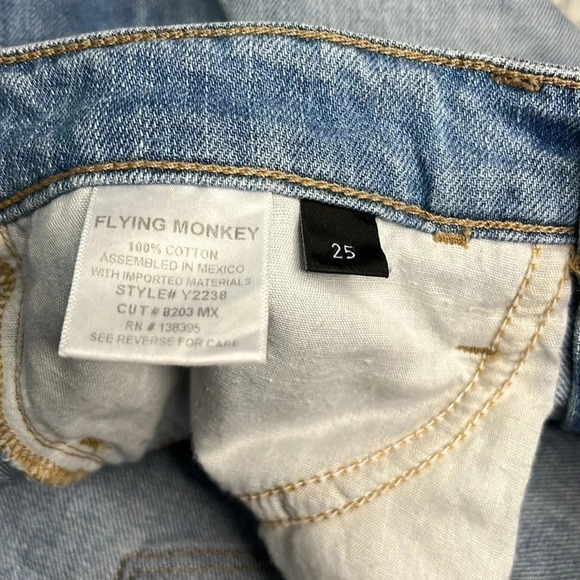 FLYING MONKEY
100% COTTON
ASSEMBLED IN MEXICO
WITH IMPORTED MATERIALS
STYLE# Y2238
CUT # 8203 MX
RN # 138395
SEE REVERSE FOR CARE
25